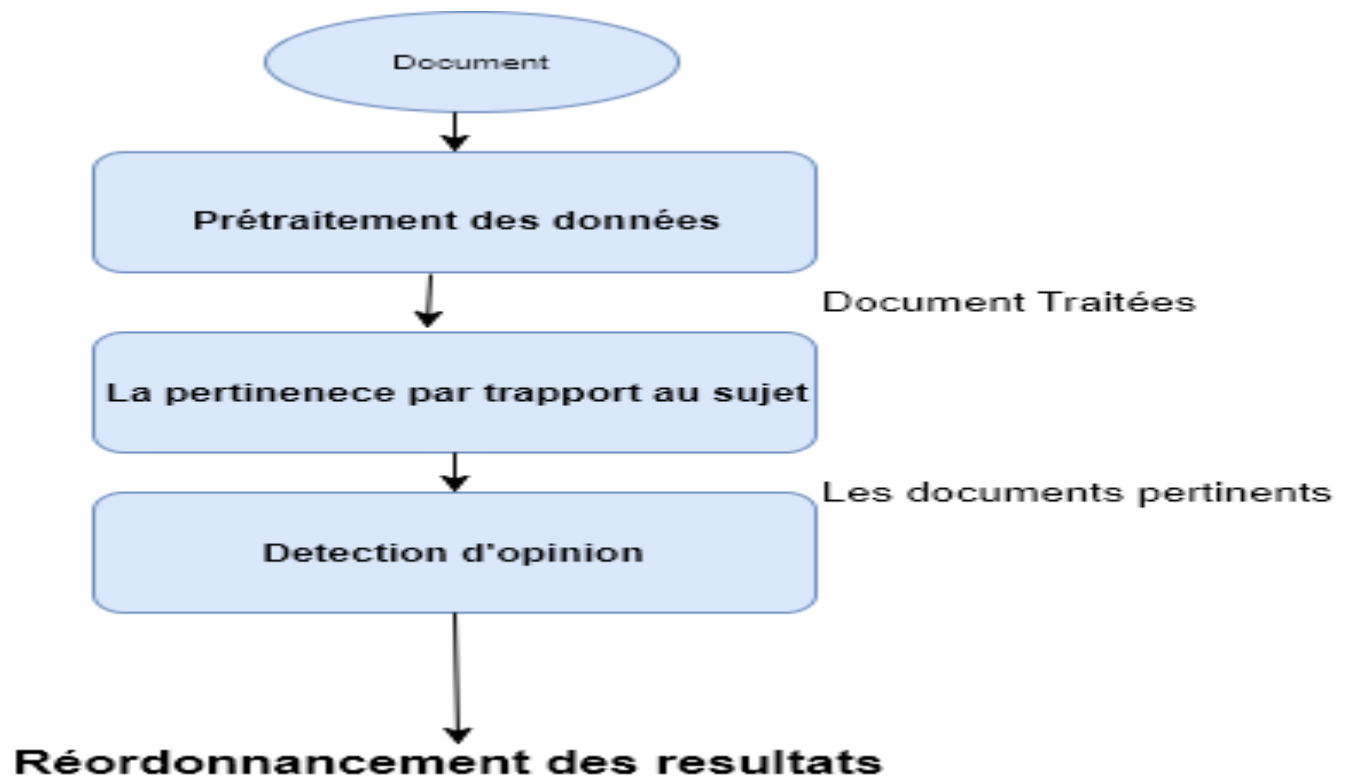 Document
Prétraitement des données
Document Traitées
La pertinenece par trapport au sujet
Les documents pertinents
Detection d'opinion
Réordonnancement des resultats